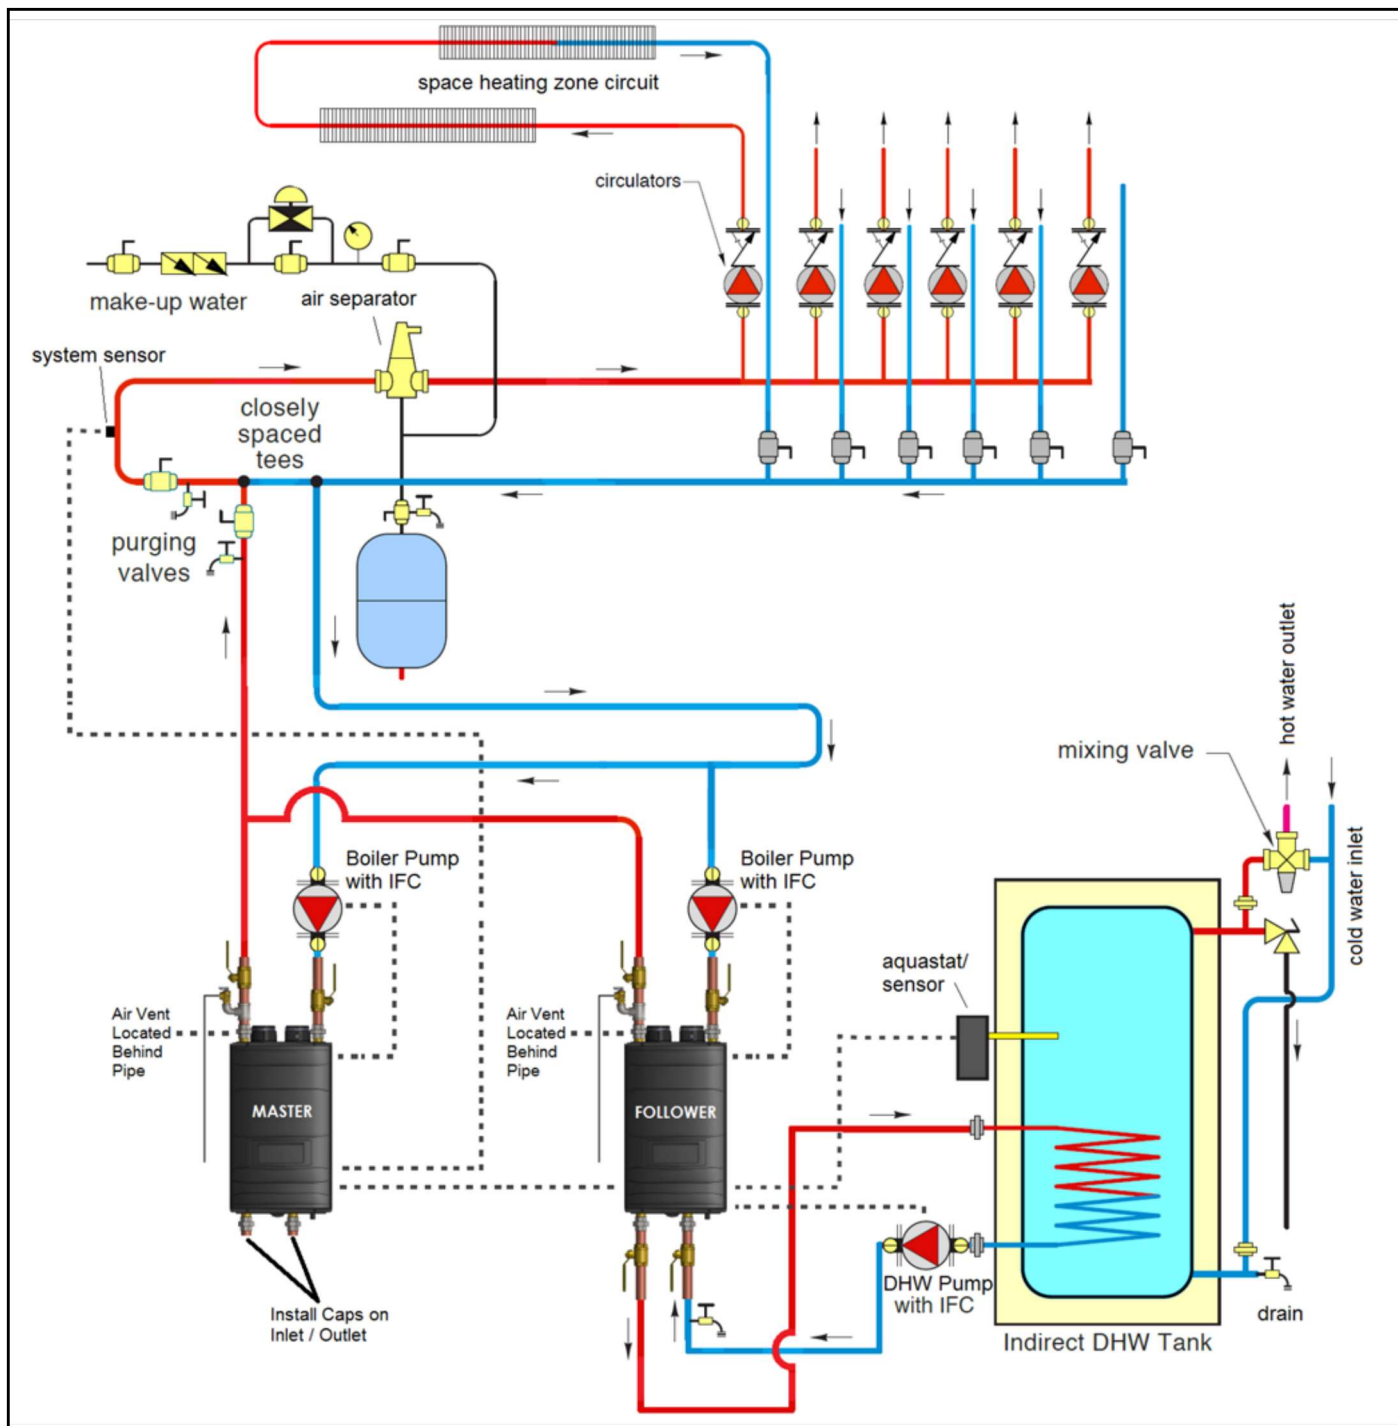 space heating zone circuit
circulators
make-up water
air separator
system sensor
closely
spaced
tees
purging
valves
hot water outlet
mixing valve
cold water inlet
Boiler Pump
with IFC
Boiler Pump
with IFC
aquastat/
sensor
Air Vent
Located
Behind
Pipe
Air Vent
Located
Behind
Pipe
MASTER
FOLLOWER
DHW Pump
with IFC
Install Caps on
Inlet / Outlet
drain
Indirect DHW Tank